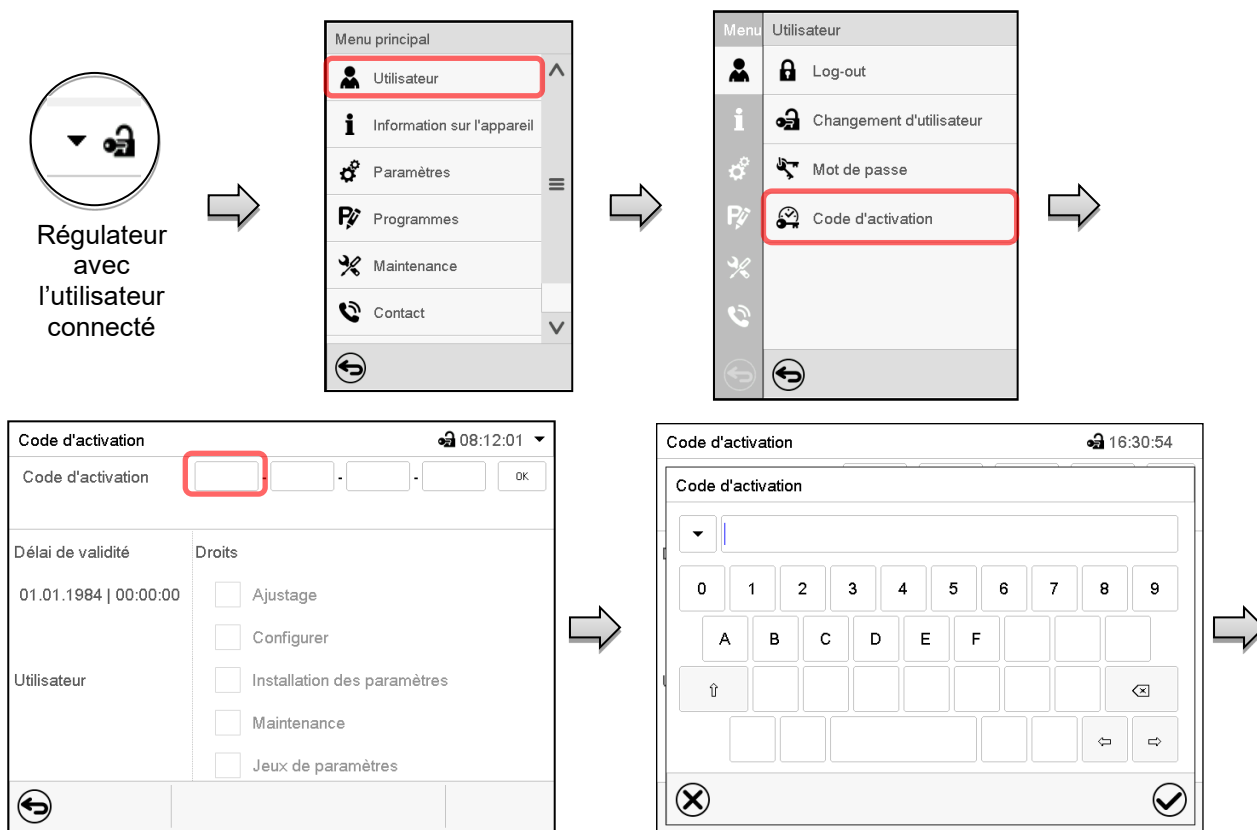 Régulateur
avec
l'utilisateur
connecté
Menu principal
Utilisateur
Information sur l'appareil
Paramètres
Programmes
Maintenance
Contact
Menu
Utilisateur
Log-out
Changement d'utilisateur
Mot de passe
Code d'activation
Code d'activation 08:12:01
Code d'activation - - - OK
Délai de validité Droits
01.01.1984 | 00:00:00 Ajustage
Configurer
Utilisateur Installation des paramètres
Maintenance
Jeux de paramètres
Code d'activation 16:30:54
Code d'activation
0 1 2 3 4 5 6 7 8 9
A B C D E F